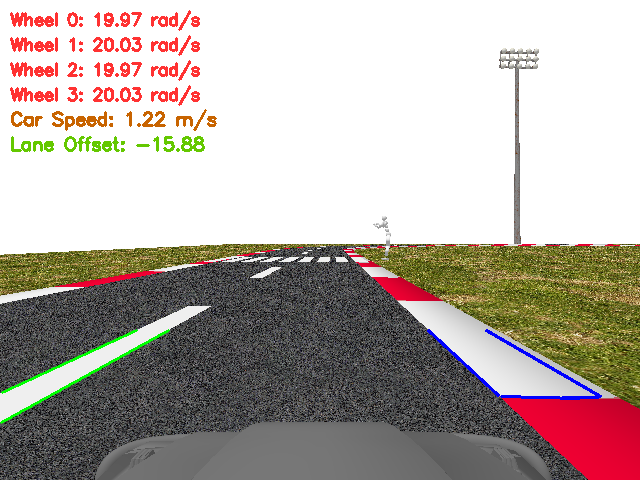 Wheel 0: 19.97 rad/s
Wheel 1: 20.03 rad/s
Wheel 2: 19.97 rad/s
Wheel 3: 20.03 rad/s
Car Speed: 1.22 m/s
Lane Offset: -15.88